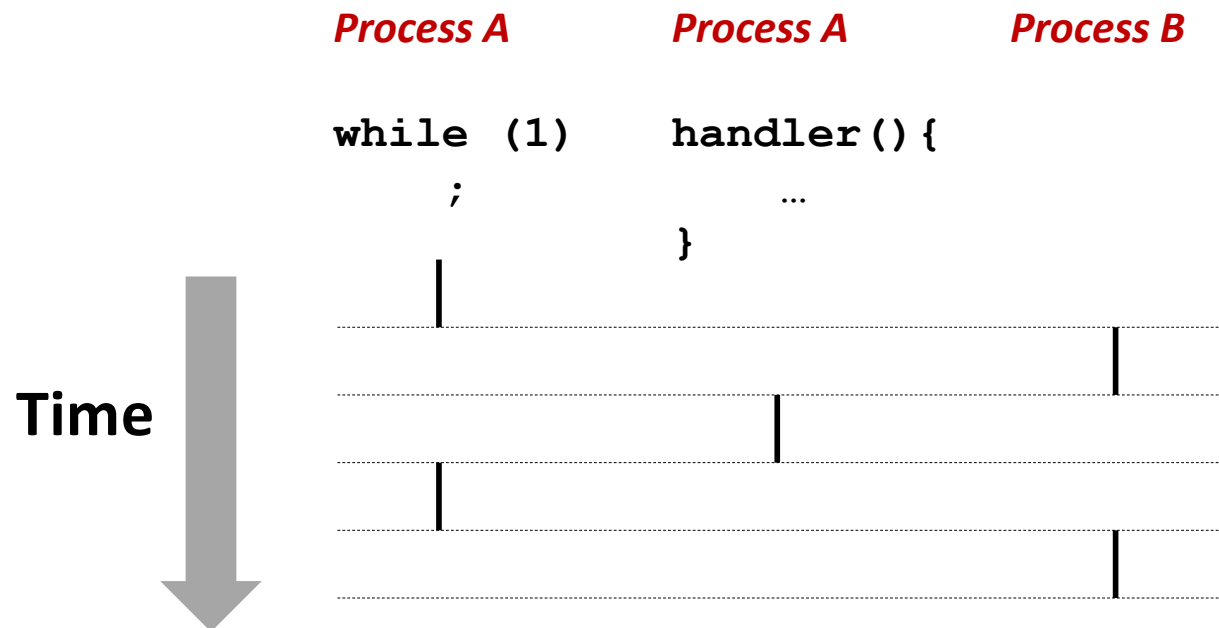 Process A Process A Process B
while (1) handler(){
; …
}
Time